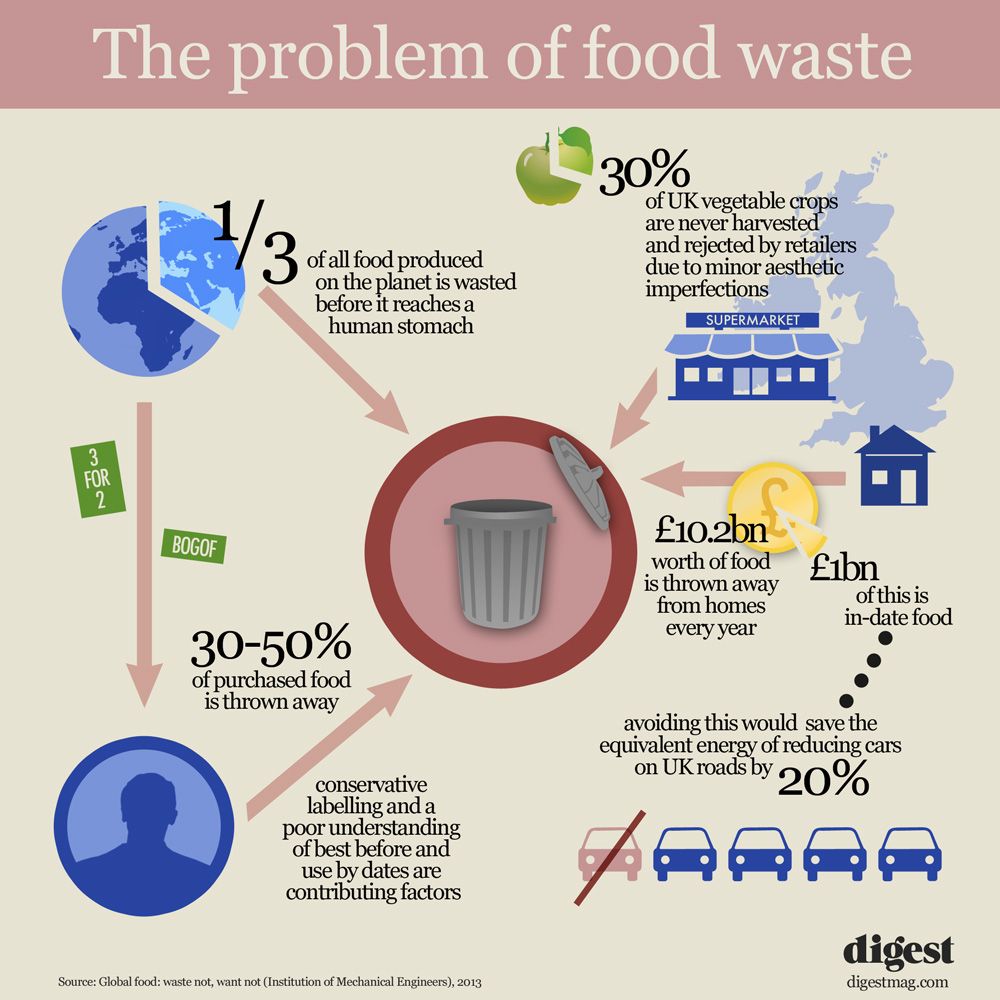 The problem of food waste
1/3
of all food produced
on the planet is wasted
before it reaches a
human stomach
30%
of UK vegetable crops
are never harvested
and rejected by retailers
due to minor aesthetic
imperfections
SUPERMARKET
3
FOR
2
BOGOF
£
£10.2bn
worth of food
is thrown away
from homes
every year
£1bn
of this is
in-date food
30-50%
of purchased food
is thrown away
avoiding this would save the
equivalent energy of reducing cars
on UK roads by 20%
conservative
labelling and a
poor understanding
of best before and
use by dates are
contributing factors
digest
digestmag.com
Source: Global food: waste not, want not (Institution of Mechanical Engineers), 2013